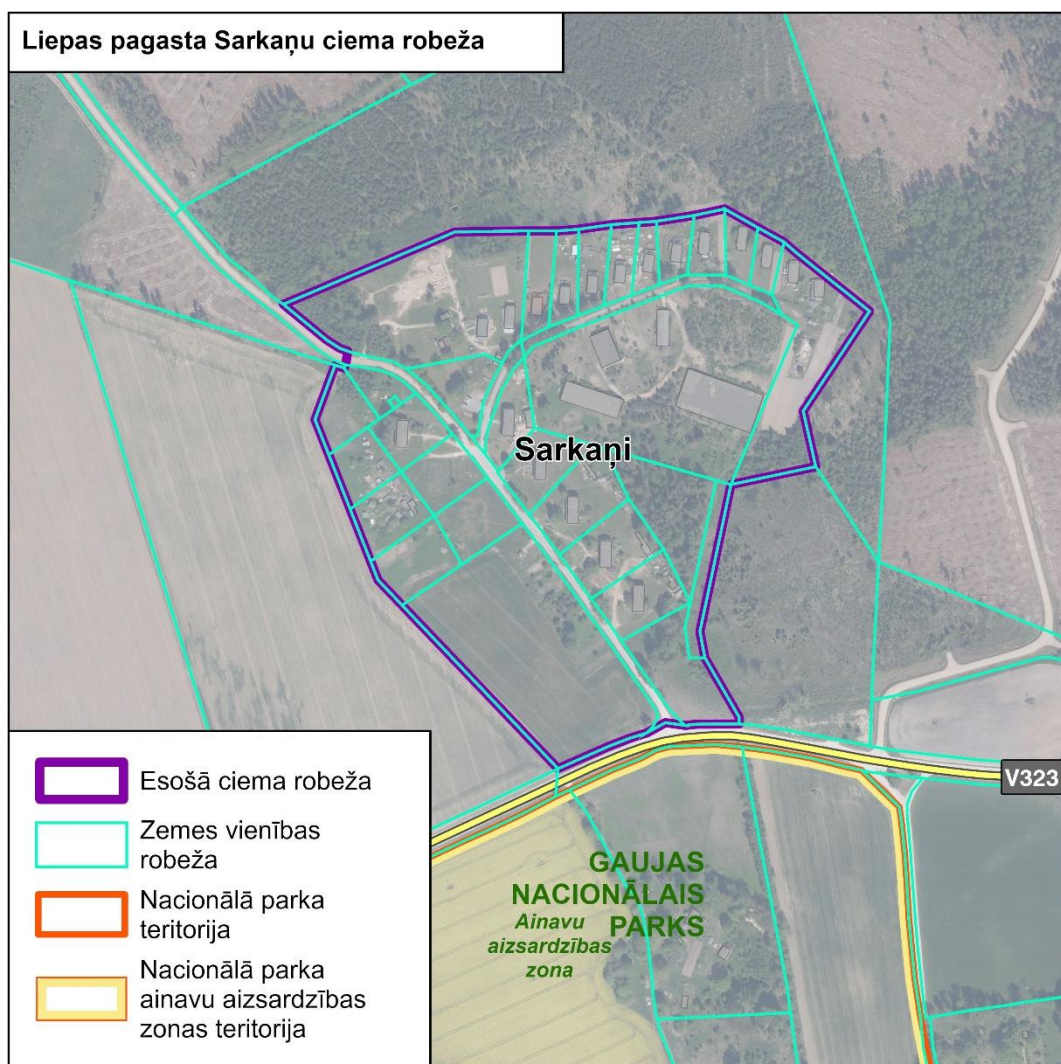 Liepas pagasta Sarkaņu ciema robeža
Sarkaņi
V323
GAUJAS
NACIONĀLAIS
PARKS
Ainavu
aizsardzības
zona
Esošā ciema robeža
Zemes vienības
robeža
Nacionālā parka
teritorija
Nacionālā parka
ainavu aizsardzības
zonas teritorija